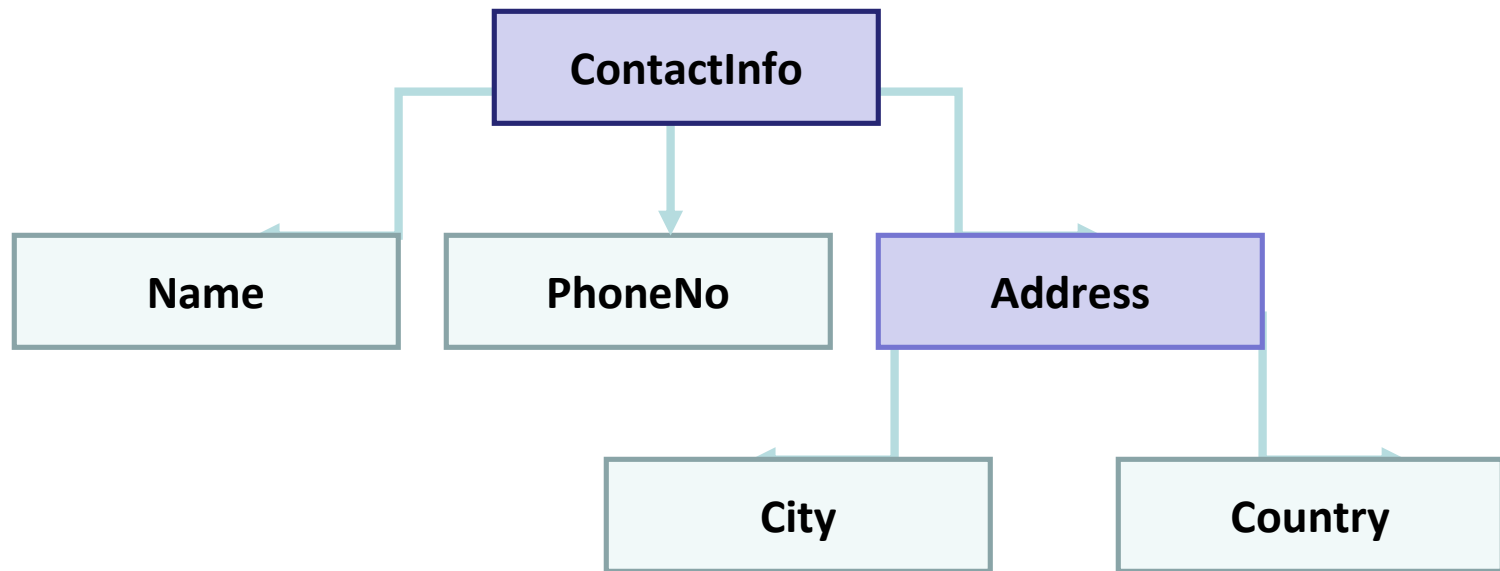 ContactInfo
Name
PhoneNo
Address
City
Country